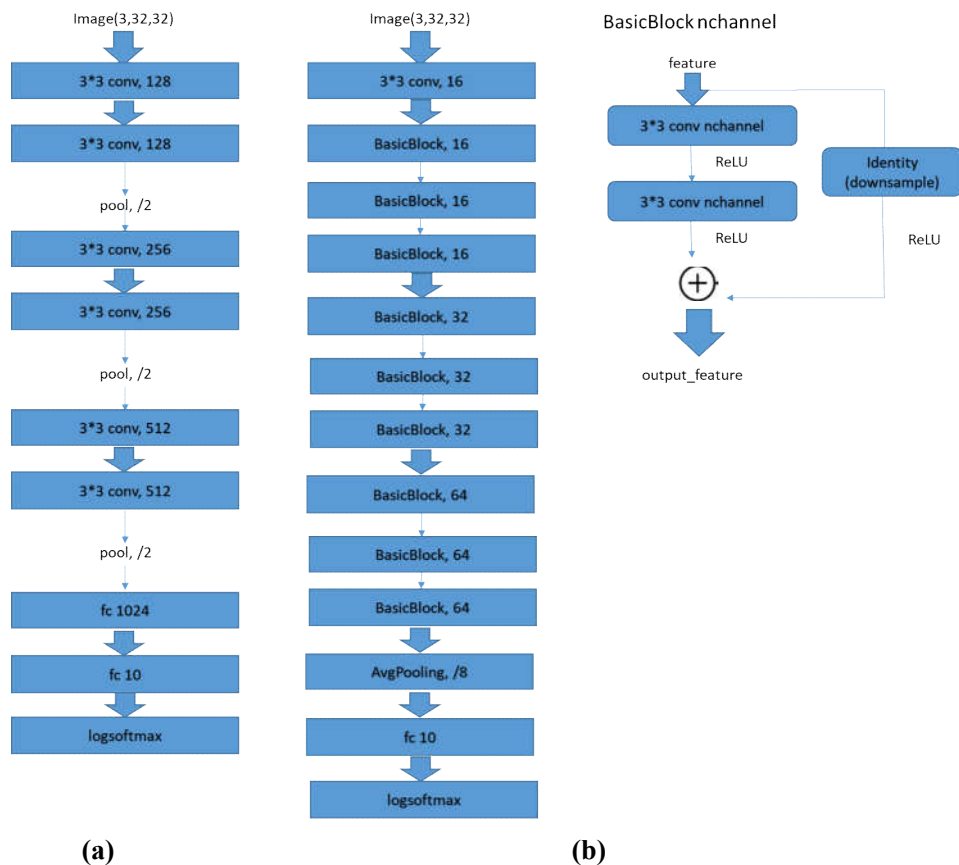 Image(3,32,32)
3*3 conv, 128
3*3 conv, 128
pool, /2
3*3 conv, 256
3*3 conv, 256
pool, /2
3*3 conv, 512
3*3 conv, 512
pool, /2
fc 1024
fc 10
logsoftmax
(a)
Image(3,32,32)
3*3 conv, 16
BasicBlock, 16
BasicBlock, 16
BasicBlock, 16
BasicBlock, 32
BasicBlock, 32
BasicBlock, 32
BasicBlock, 64
BasicBlock, 64
BasicBlock, 64
AvgPooling, /8
fc 10
logsoftmax
BasicBlock nchannel
feature
3*3 conv nchannel
ReLU
3*3 conv nchannel
ReLU
Identity
(downsample)
ReLU
output_feature
(b)